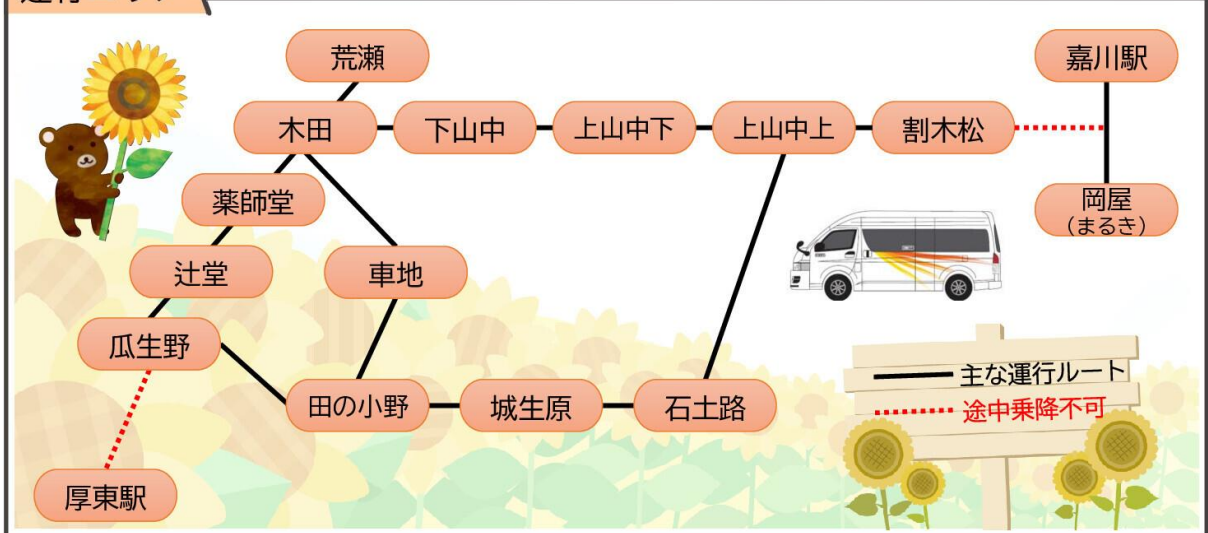 荒瀬
嘉川駅
木田
下山中
上山中下
上山中上
割木松
薬師堂
岡屋
(まるき)
辻堂
車地
瓜生野
主な運行ルート
田の小野
城生原
石土路
途中乗降不可
厚東駅